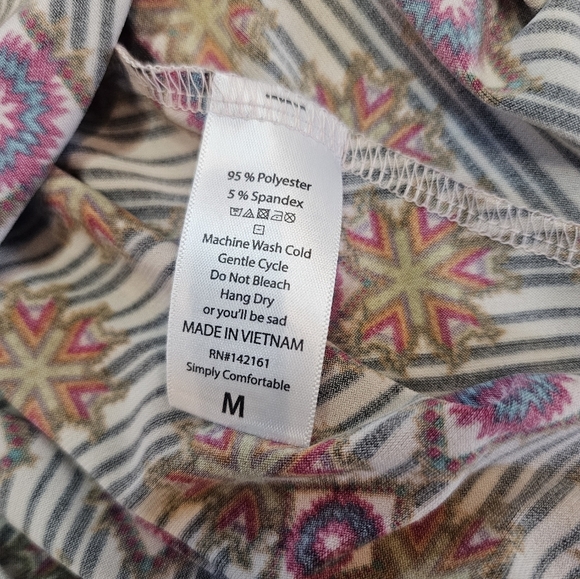 95 % Polyester
5 % Spandex
Machine Wash Cold
Gentle Cycle
Do Not Bleach
Hang Dry
or you'll be sad
MADE IN VIETNAM
RN#142161
Simply Comfortable
M